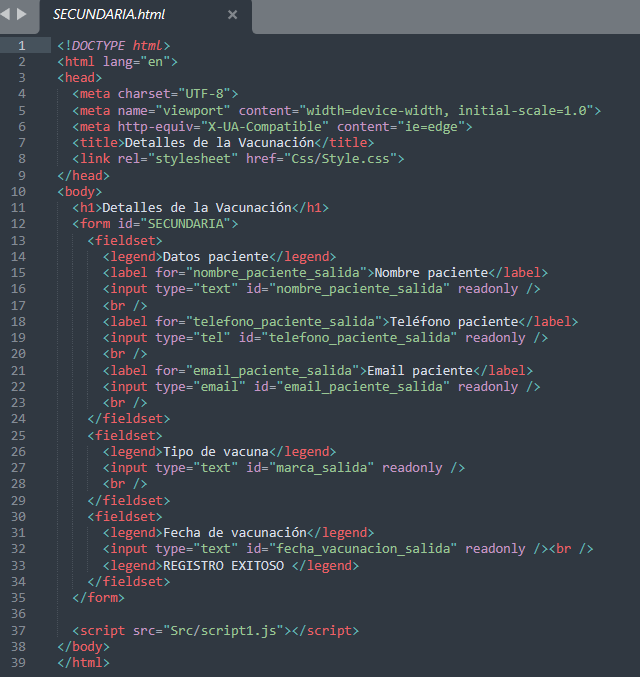 SECUNDARIA.html ×
1 <!DOCTYPE html>
2 <html lang="en">
3 <head>
4   <meta charset="UTF-8">
5   <meta name="viewport" content="width=device-width, initial-scale=1.0">
6   <meta http-equiv="X-UA-Compatible" content="ie=edge">
7   <title>Detalles de la Vacunación</title>
8   <link rel="stylesheet" href="Css/Style.css">
9 </head>
10 <body>
11   <h1>Detalles de la Vacunación</h1>
12   <form id="SECUNDARIA">
13     <fieldset>
14       <legend>Datos paciente</legend>
15       <label for="nombre_paciente_salida">Nombre paciente</label>
16       <input type="text" id="nombre_paciente_salida" readonly />
17       <br />
18       <label for="telefono_paciente_salida">Teléfono paciente</label>
19       <input type="tel" id="telefono_paciente_salida" readonly />
20       <br />
21       <label for="email_paciente_salida">Email paciente</label>
22       <input type="email" id="email_paciente_salida" readonly />
23       <br />
24     </fieldset>
25     <fieldset>
26       <legend>Tipo de vacuna</legend>
27       <input type="text" id="marca_salida" readonly />
28       <br />
29     </fieldset>
30     <fieldset>
31       <legend>Fecha de vacunación</legend>
32       <input type="text" id="fecha_vacunacion_salida" readonly /><br />
33       <legend>REGISTRO EXITOSO </legend>
34     </fieldset>
35   </form>
36
37   <script src="Src/script1.js"></script>
38 </body>
39 </html>